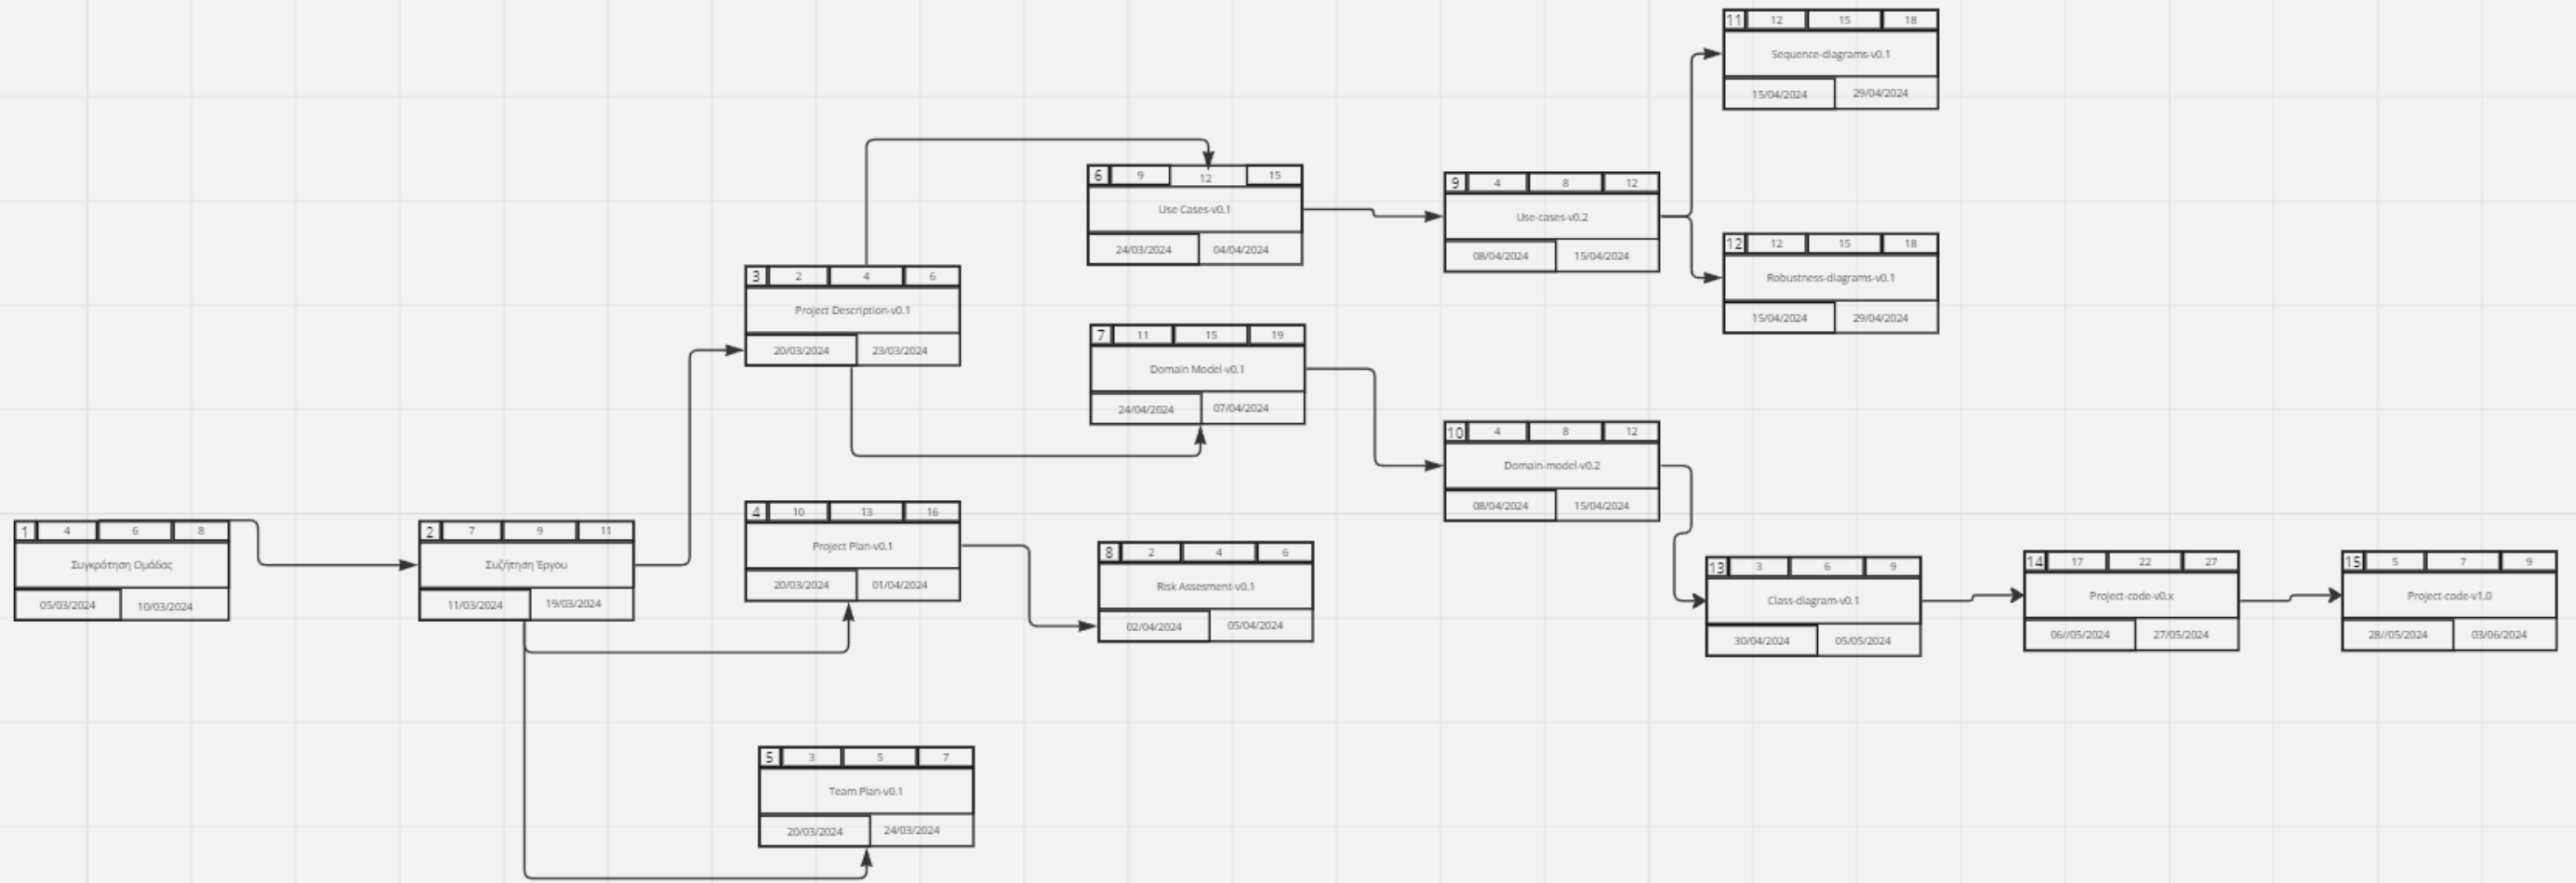 1 4 6 8
Συγκρότηση Ομάδας
05/03/2024 10/03/2024
2 7 9 11
Συζήτηση Έργου
11/03/2024 19/03/2024
3 2 4 6
Project Description-v0.1
20/03/2024 23/03/2024
4 10 13 16
Project Plan-v0.1
20/03/2024 01/04/2024
5 3 5 7
Team Plan-v0.1
20/03/2024 24/03/2024
6 9 12 15
Use Cases-v0.1
24/03/2024 04/04/2024
7 11 15 19
Domain Model-v0.1
24/04/2024 07/04/2024
8 2 4 6
Risk Assesment-v0.1
02/04/2024 05/04/2024
9 4 8 12
Use-cases-v0.2
08/04/2024 15/04/2024
10 4 8 12
Domain-model-v0.2
08/04/2024 15/04/2024
11 12 15 18
Sequence-diagrams-v0.1
15/04/2024 29/04/2024
12 12 15 18
Robustness-diagrams-v0.1
15/04/2024 29/04/2024
13 3 6 9
Class-diagram-v0.1
30/04/2024 05/05/2024
14 17 22 27
Project-code-v0.x
06//05/2024 27/05/2024
15 5 7 9
Project-code-v1.0
28//05/2024 03/06/2024